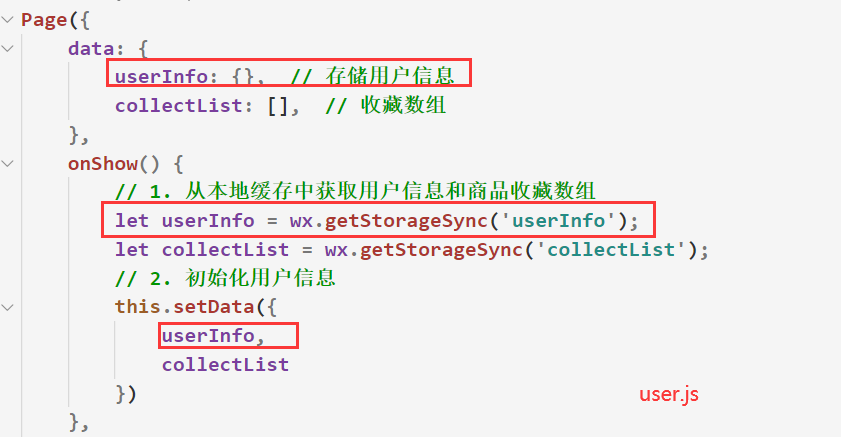 Page({
data: {
userInfo: {},  // 存储用户信息
collectList: [],  // 收藏数组
},
onShow() {
// 1. 从本地缓存中获取用户信息和商品收藏数组
let userInfo = wx.getStorageSync('userInfo');
let collectList = wx.getStorageSync('collectList');
// 2. 初始化用户信息
this.setData({
userInfo,
collectList
})
user.js
},